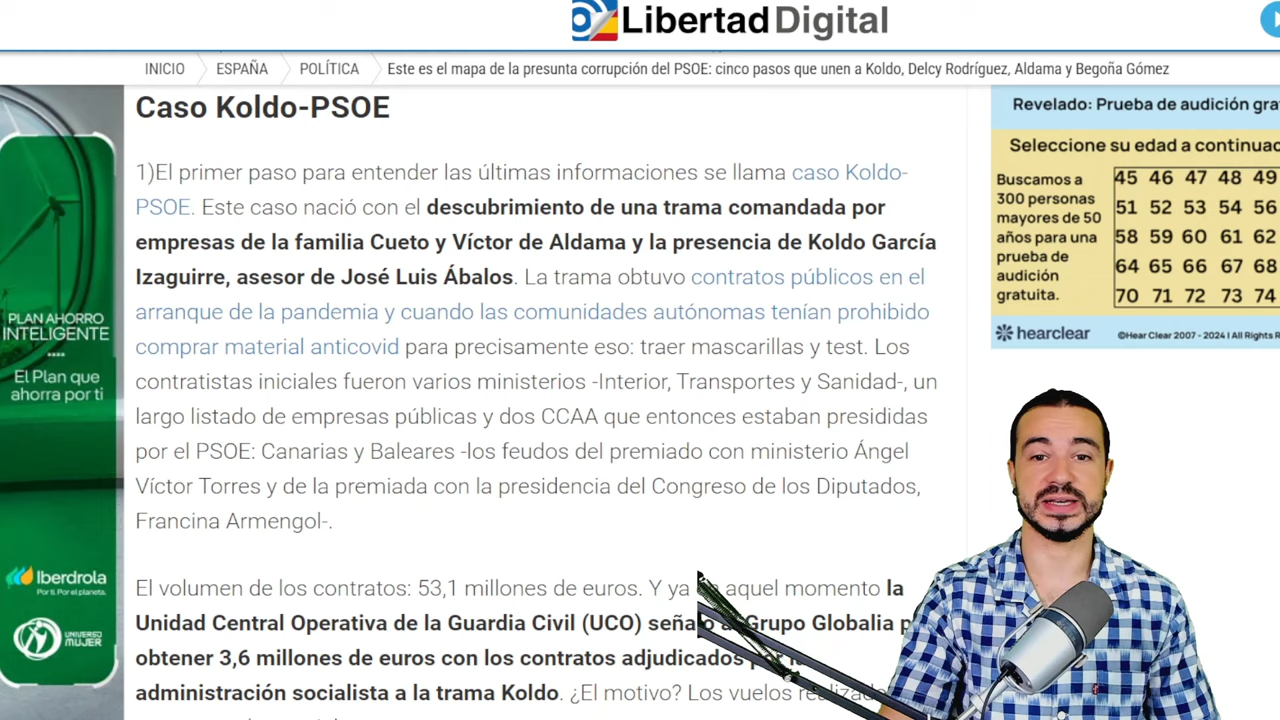 Libertad Digital
INICIO ESPAÑA POLÍTICA Este es el mapa de la presunta corrupción del PSOE: cinco pasos que unen a Koldo, Delcy Rodríguez, Aldama y Begoña Gómez
Caso Koldo-PSOE
1)El primer paso para entender las últimas informaciones se llama caso Koldo-
PSOE. Este caso nació con el descubrimiento de una trama comandada por
empresas de la familia Cueto y Víctor de Aldama y la presencia de Koldo García
Izaguirre, asesor de José Luis Ábalos. La trama obtuvo contratos públicos en el
arranque de la pandemia y cuando las comunidades autónomas tenían prohibido
comprar material anticovid para precisamente eso: traer mascarillas y test. Los
contratistas iniciales fueron varios ministerios -Interior, Transportes y Sanidad-, un
largo listado de empresas públicas y dos CCAA que entonces estaban presididas
por el PSOE: Canarias y Baleares -los feudos del premiado con ministerio Ángel
Víctor Torres y de la premiada con la presidencia del Congreso de los Diputados,
Francina Armengol-.
El volumen de los contratos: 53,1 millones de euros. Y ya aquel momento la
Unidad Central Operativa de la Guardia Civil (UCO) señaló Grupo Globalia
obtener 3,6 millones de euros con los contratos adjudicados
administración socialista a la trama Koldo. ¿El motivo? Los vuelos
PLAN AHORRO
INTELIGENTE
El Plan que
ahorra por ti
Iberdrola
Por ti. Por el planeta.
UNIVERSO
MUJER
Revelado: Prueba de audición
Seleccione su edad a
Buscamos a
300 personas
mayores de 50
años para una
prueba de
audición
gratuita.
45 46 47 48 49
51 52 53 54 56
58 59 60 61 62
64 65 66 67 68
70 71 72 73 74
hearclear ©Hear Clear 2007 - 2024 | All Rights